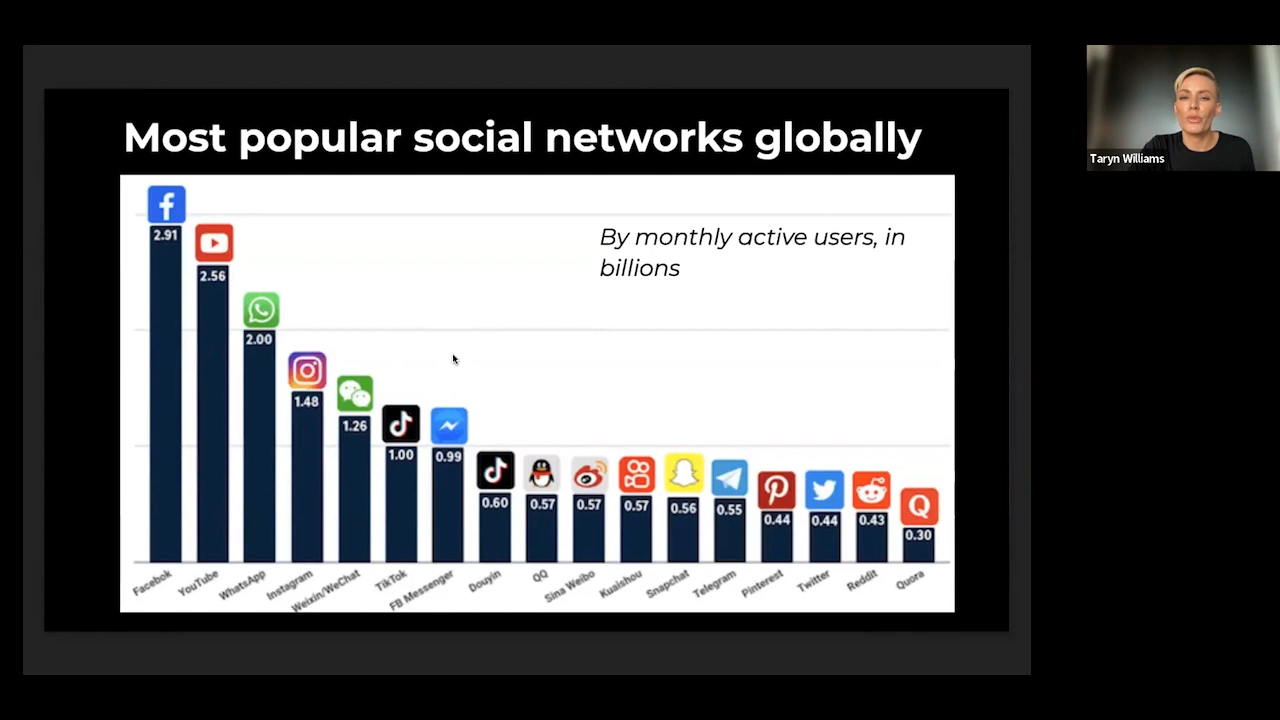 Most popular social networks globally
By monthly active users, in
billions
2.91
2.56
2.00
1.48
1.26
1.00
0.99
0.60
0.57
0.57
0.57
0.56
0.55
0.44
0.44
0.43
0.30
Facebok
YouTube
WhatsApp
Instagram
Weixin/WeChat
TikTok
FB Messenger
Douyin
QQ
Sina Weibo
Kuaishou
Snapchat
Telegram
Pinterest
Twitter
Reddit
Quora
Taryn Williams